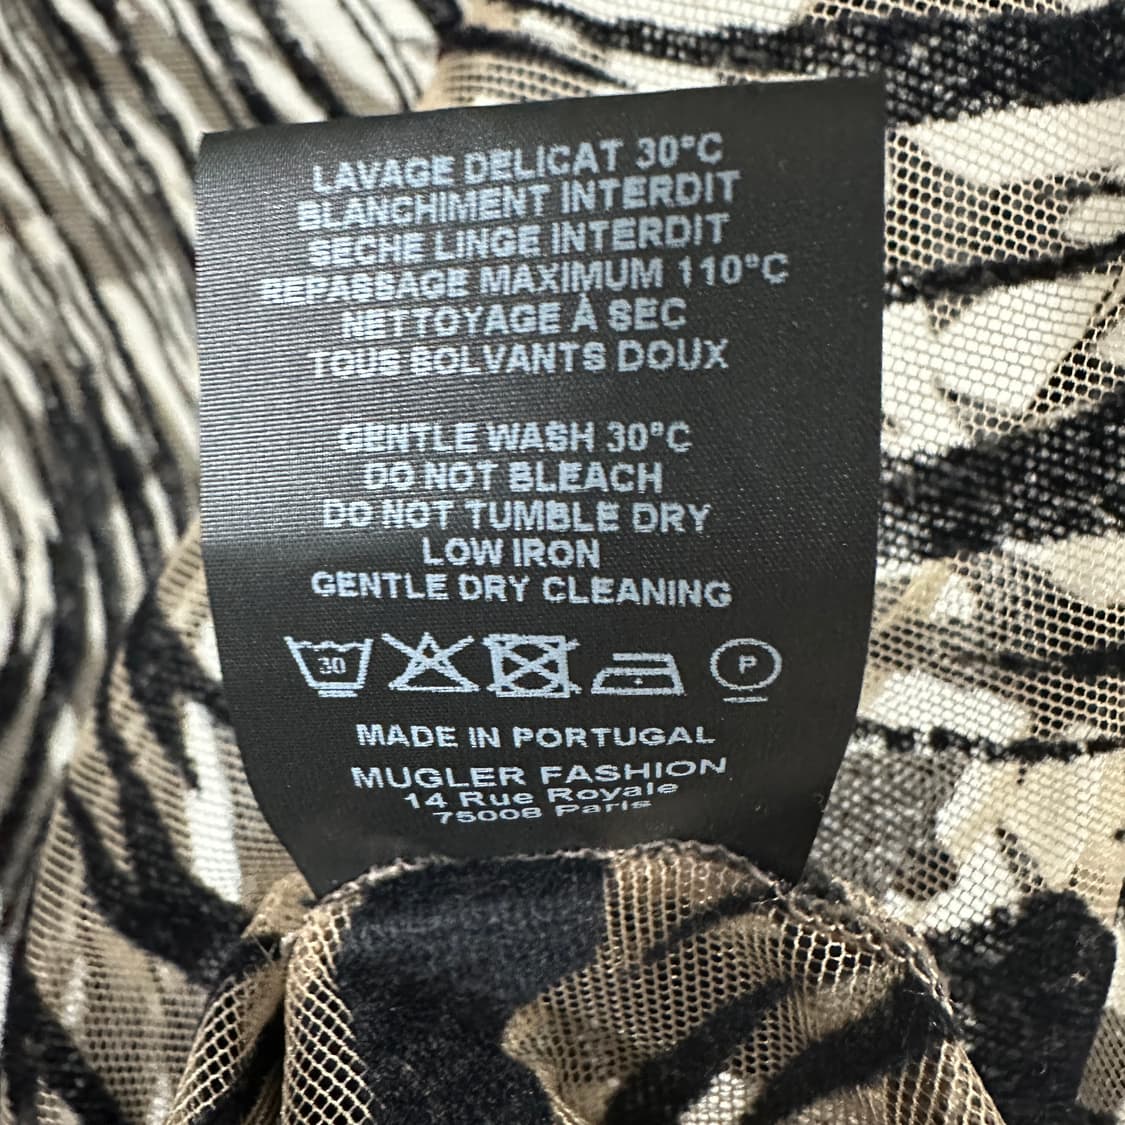 LAVAGE DELICAT 30°C
BLANCHIMENT INTERDIT
SECHE LINGE INTERDIT
REPASSAGE MAXIMUM 110°C
NETTOYAGE À SEC
TOUS SOLVANTS DOUX
GENTLE WASH 30°C
DO NOT BLEACH
DO NOT TUMBLE DRY
LOW IRON
GENTLE DRY CLEANING
30 P
MADE IN PORTUGAL
MUGLER FASHION
14 Rue Royale
75008 Paris